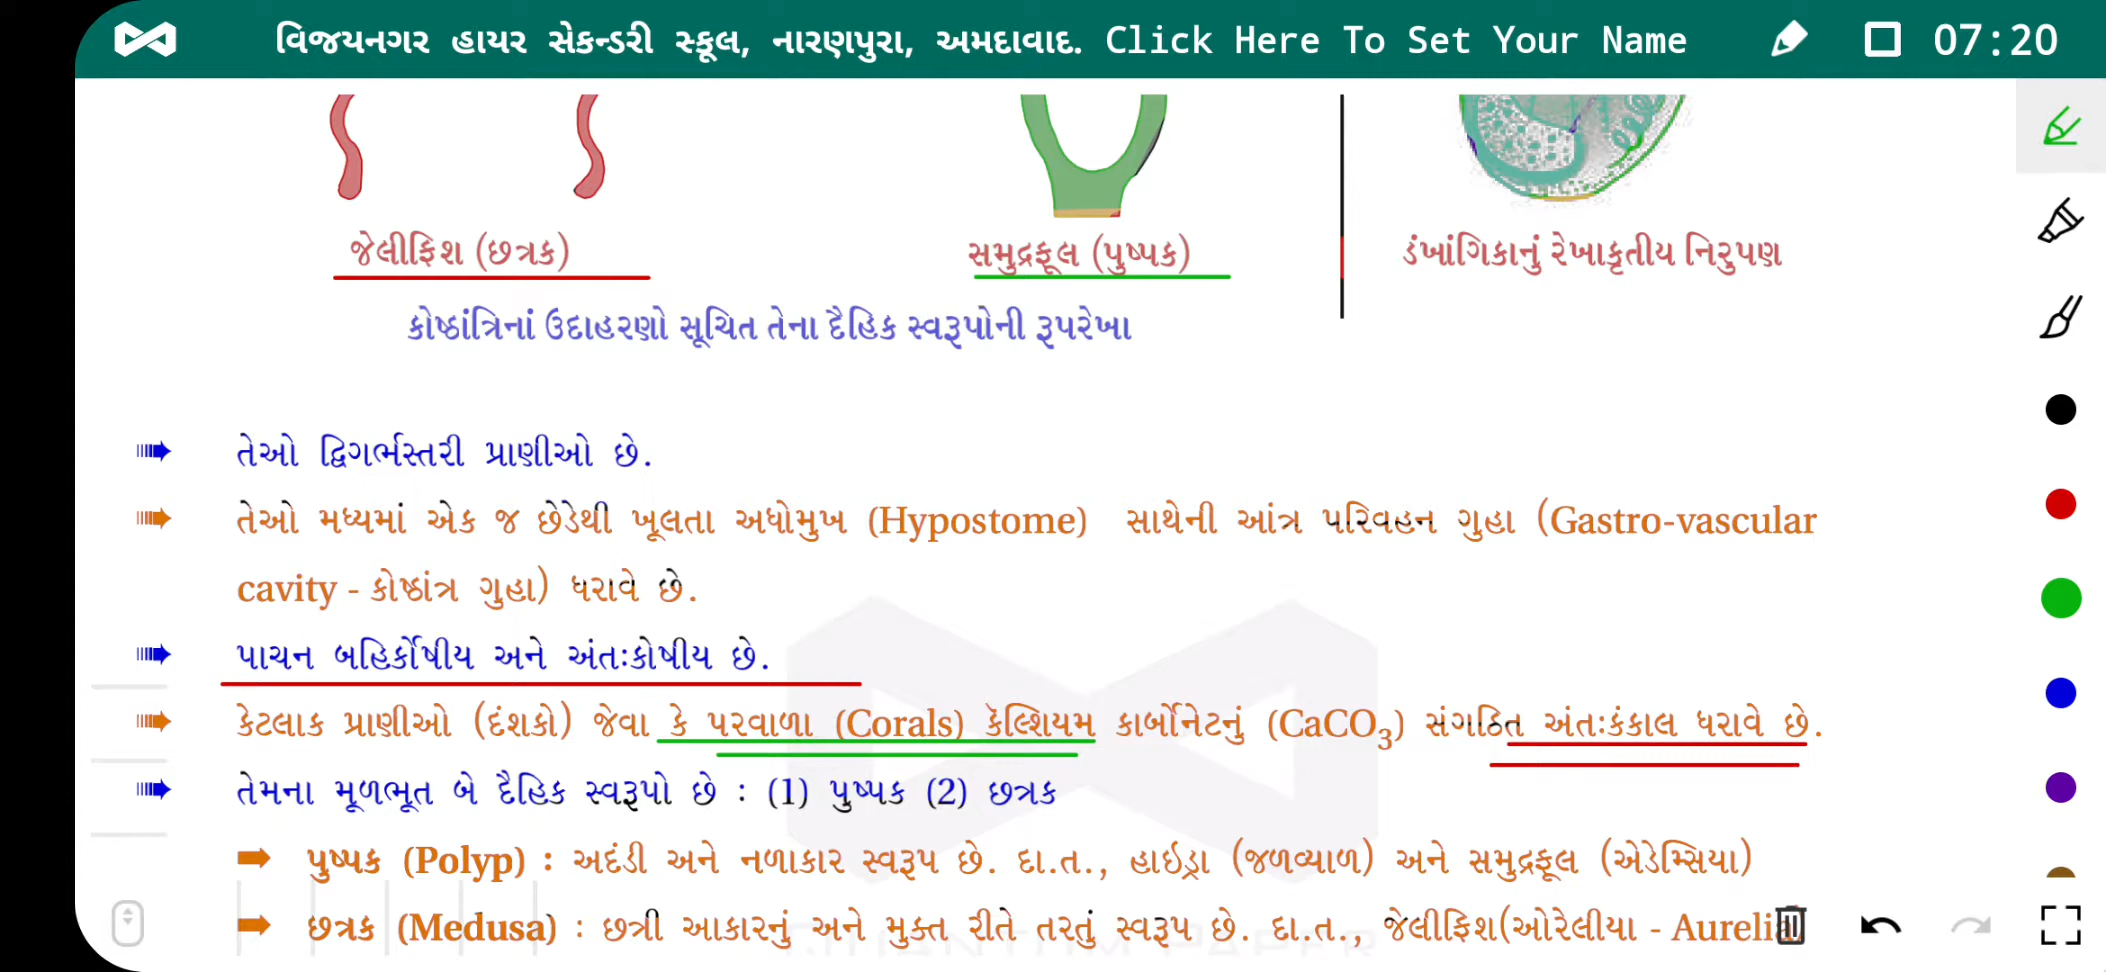 વિજયનગર હાયર સેકન્ડરી સ્કૂલ, નારણપુરા, અમદાવાદ. Click Here To Set Your Name 07:20
જેલીફિશ (છત્રક) સમુદ્રફૂલ (પુષ્પક) ડંખાંગિકાનું રેખાકૃતીય નિરુપણ
કોષ્ઠાંત્રિનાં ઉદાહરણો સૂચિત તેના દૈહિક સ્વરૂપોની રૂપરેખા
તેઓ દ્વિગર્ભસ્તરી પ્રાણીઓ છે.
તેઓ મધ્યમાં એક જ છેડેથી ખૂલતા અધોમુખ (Hypostome) સાથેની આંત્ર પરિવહન ગુહા (Gastro-vascular
cavity - કોષ્ઠાંત્ર ગુહા) ધરાવે છે.
પાચન બહિર્કોષીય અને અંતઃકોષીય છે.
કેટલાક પ્રાણીઓ (દંશકો) જેવા કે પરવાળા (Corals) કૅલ્શિયમ કાર્બોનેટનું (CaCO₃) સંગઠિત અંતઃકંકાલ ધરાવે છે.
તેમના મૂળભૂત બે દૈહિક સ્વરૂપો છે : (1) પુષ્પક (2) છત્રક
પુષ્પક (Polyp) : અદંડી અને નળાકાર સ્વરૂપ છે. દા.ત., હાઇડ્રા (જળવ્યાળ) અને સમુદ્રફૂલ (એડેમ્સિયા)
છત્રક (Medusa) : છત્રી આકારનું અને મુક્ત રીતે તરતું સ્વરૂપ છે. દા.ત., જેલીફિશ(ઓરેલીયા - Aurelia)
QUANTUM PAPER